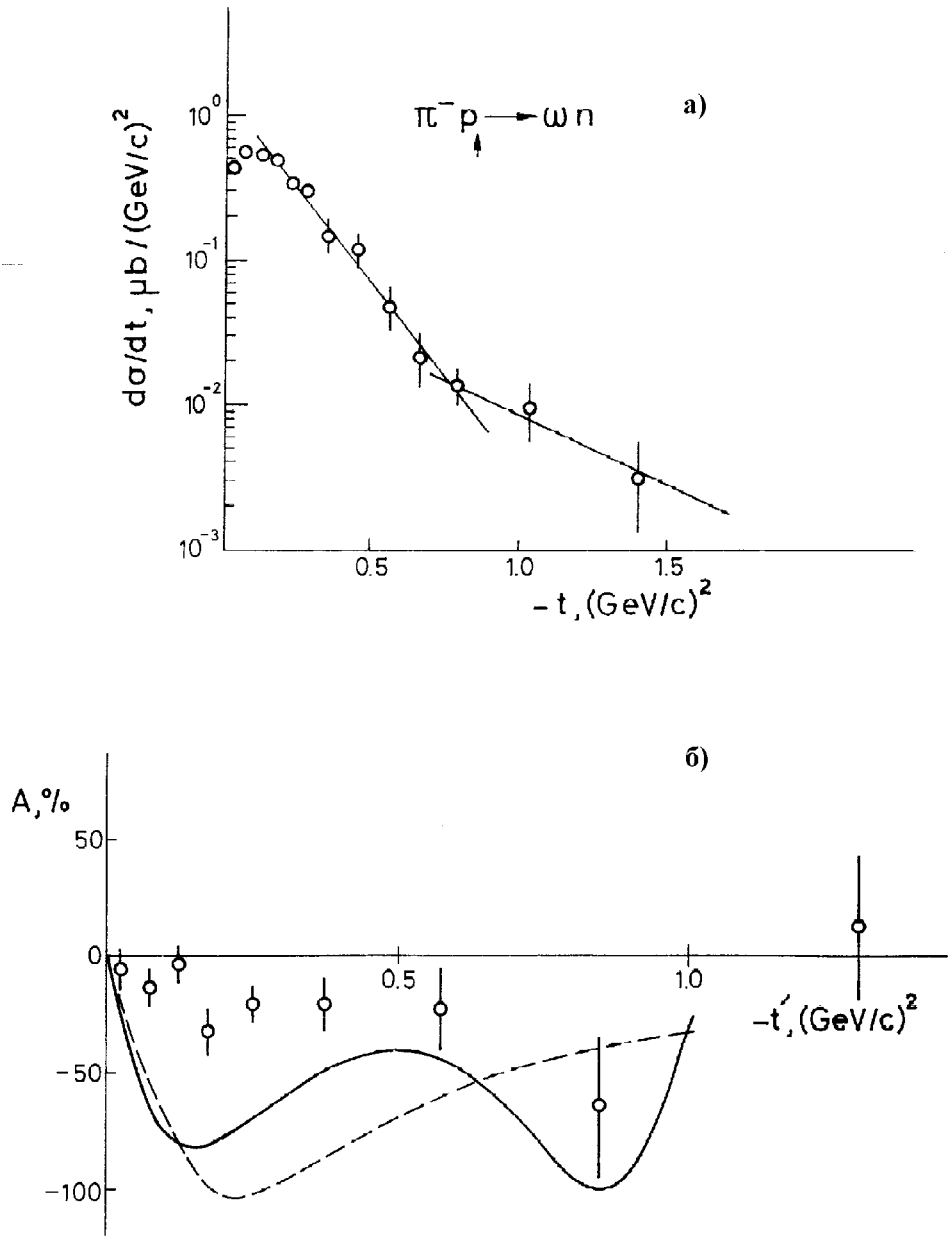 а)
π⁻p → ωn
↑
dσ/dt, μb/(GeV/c)²
10⁰
10⁻¹
10⁻²
10⁻³
0.5 1.0 1.5
−t, (GeV/c)²
б)
A, %
50
0
−50
−100
0.5 1.0
−t′, (GeV/c)²